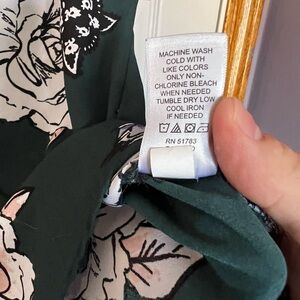 MACHINE WASH
COLD WITH
LIKE COLORS
ONLY NON-
CHLORINE BLEACH
WHEN NEEDED
TUMBLE DRY LOW
COOL IRON
IF NEEDED
RN 51783